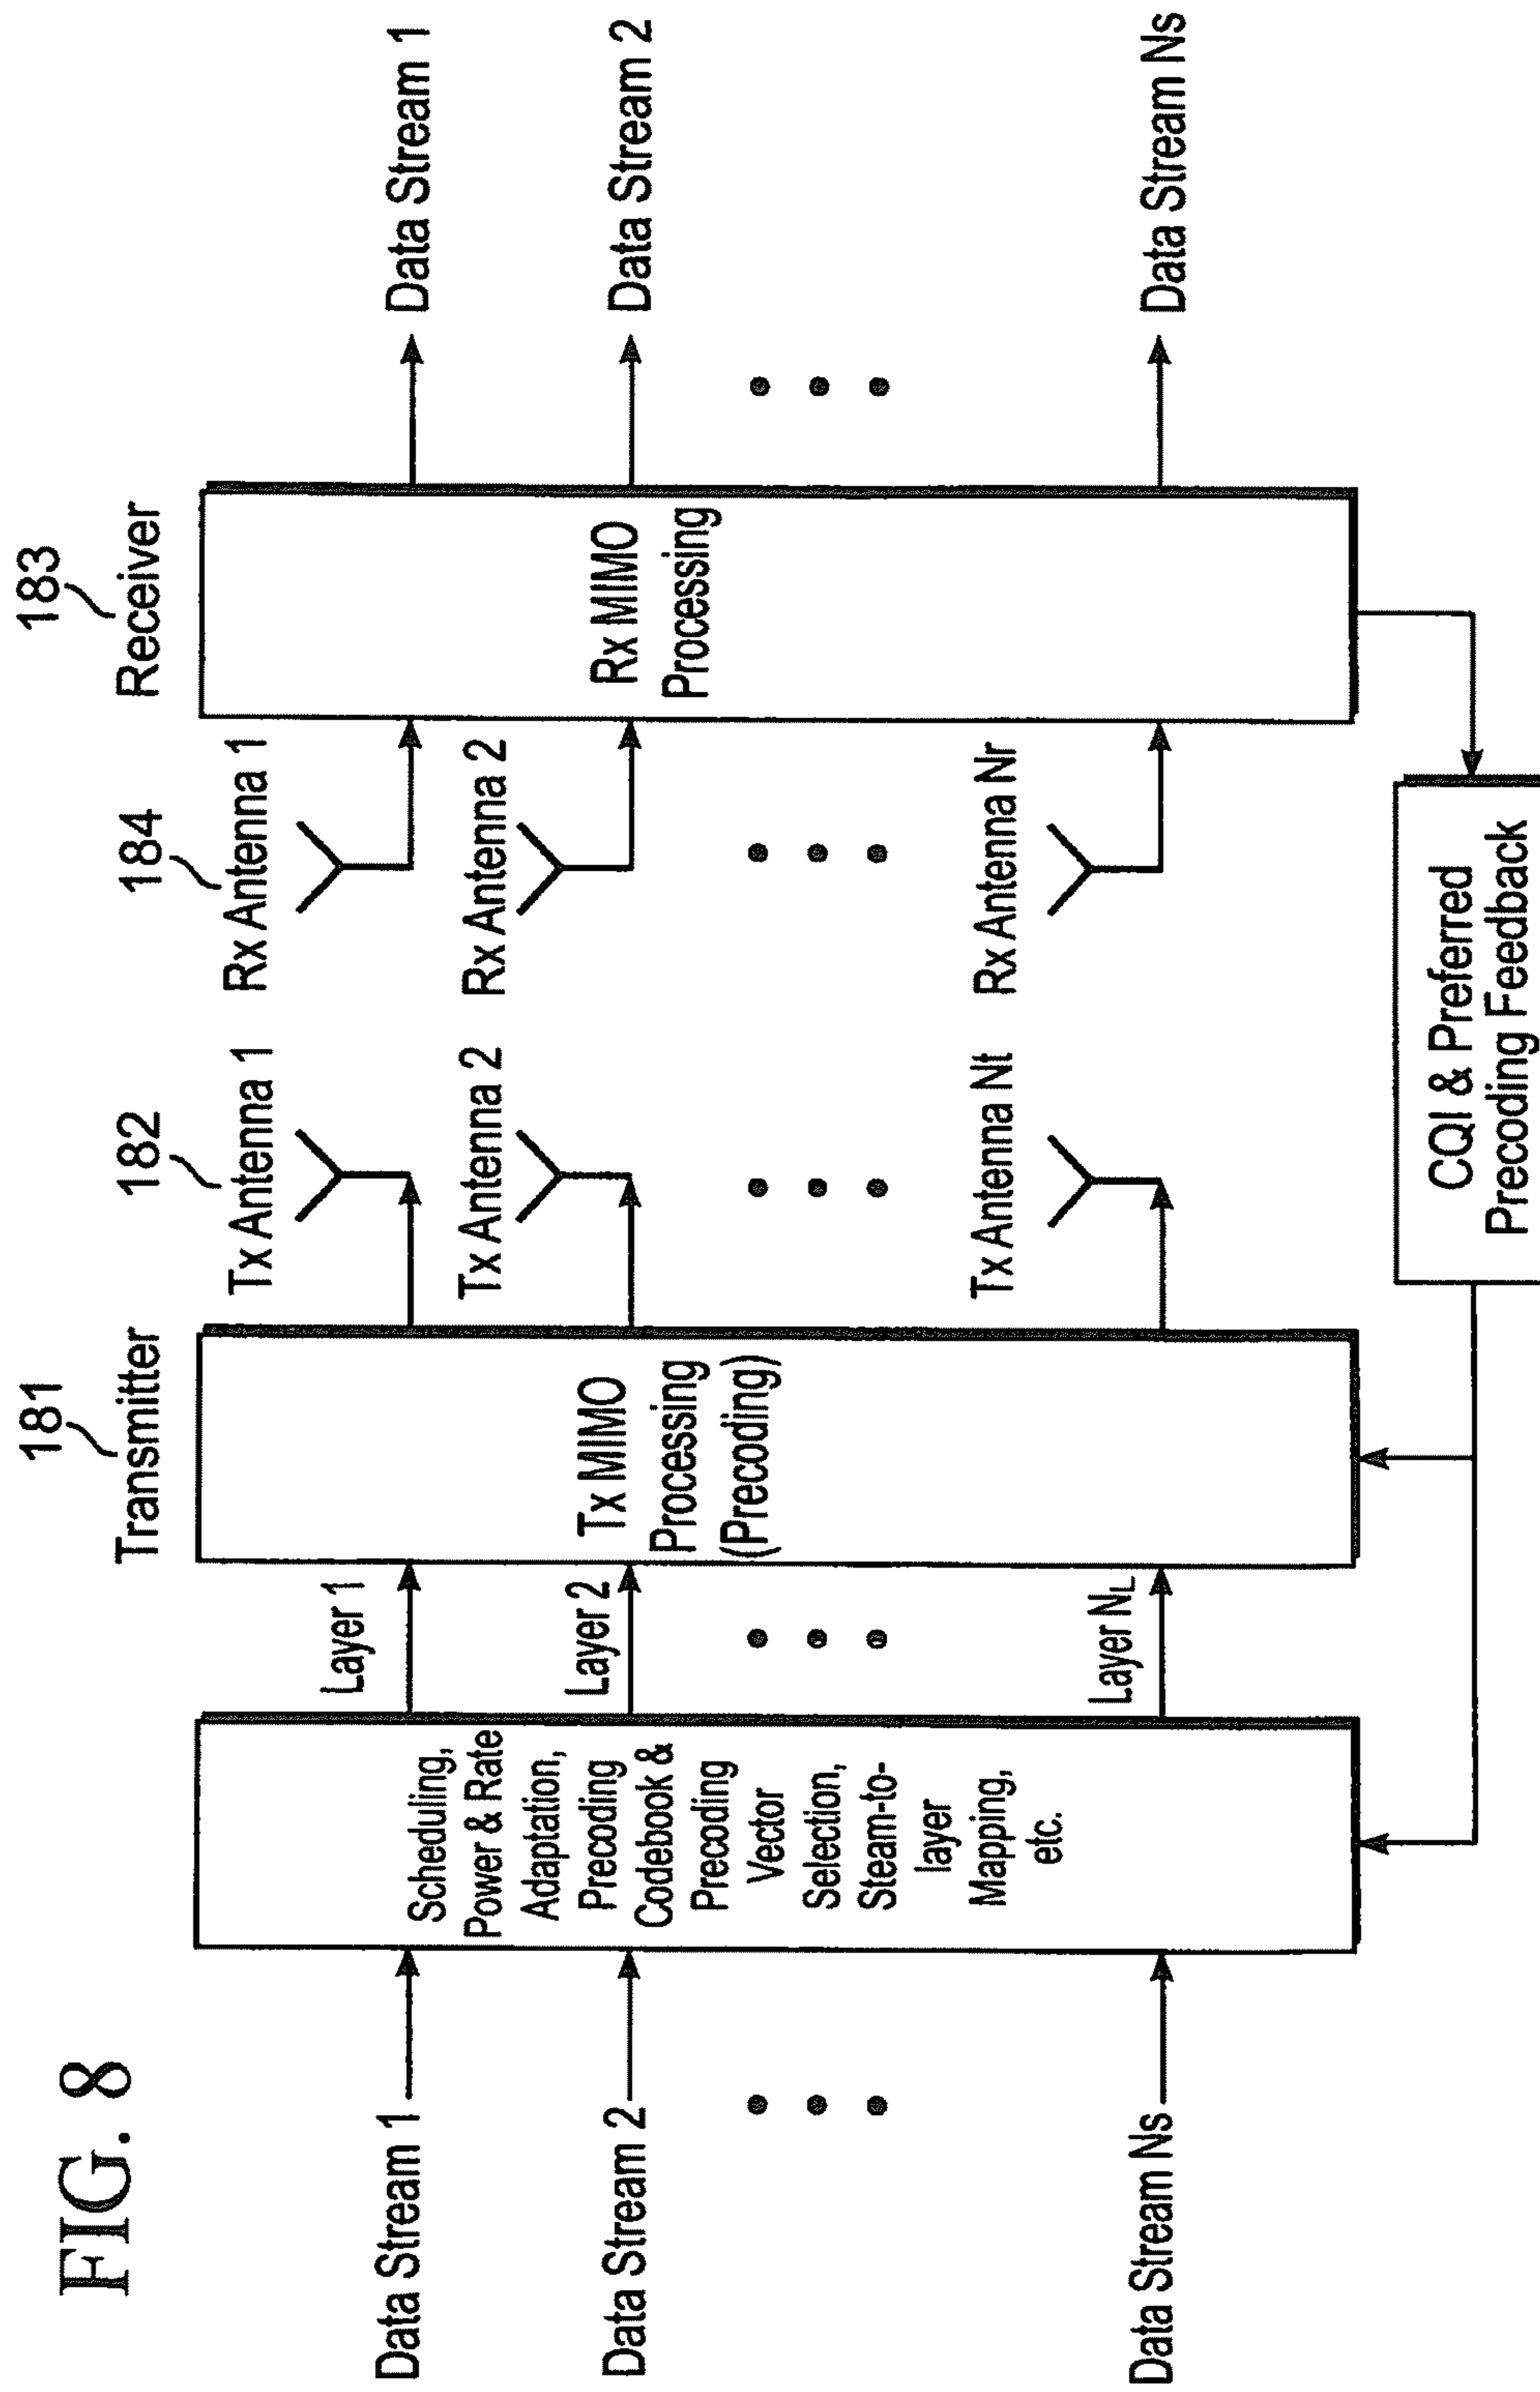 FIG. 8
Data Stream 1
Data Stream 2
Data Stream Ns
Scheduling,
Power & Rate
Adaptation,
Precoding
Codebook &
Precoding
Vector
Selection,
Steam-to-
layer
Mapping,
etc.
Layer 1
Layer 2
Layer NL
181
Transmitter
Tx MIMO
Processing
(Precoding)
182
Tx Antenna 1
Tx Antenna 2
Tx Antenna Nt
184
Rx Antenna 1
Rx Antenna 2
Rx Antenna Nr
183
Receiver
Rx MIMO
Processing
Data Stream 1
Data Stream 2
Data Stream Ns
CQI & Preferred
Precoding Feedback